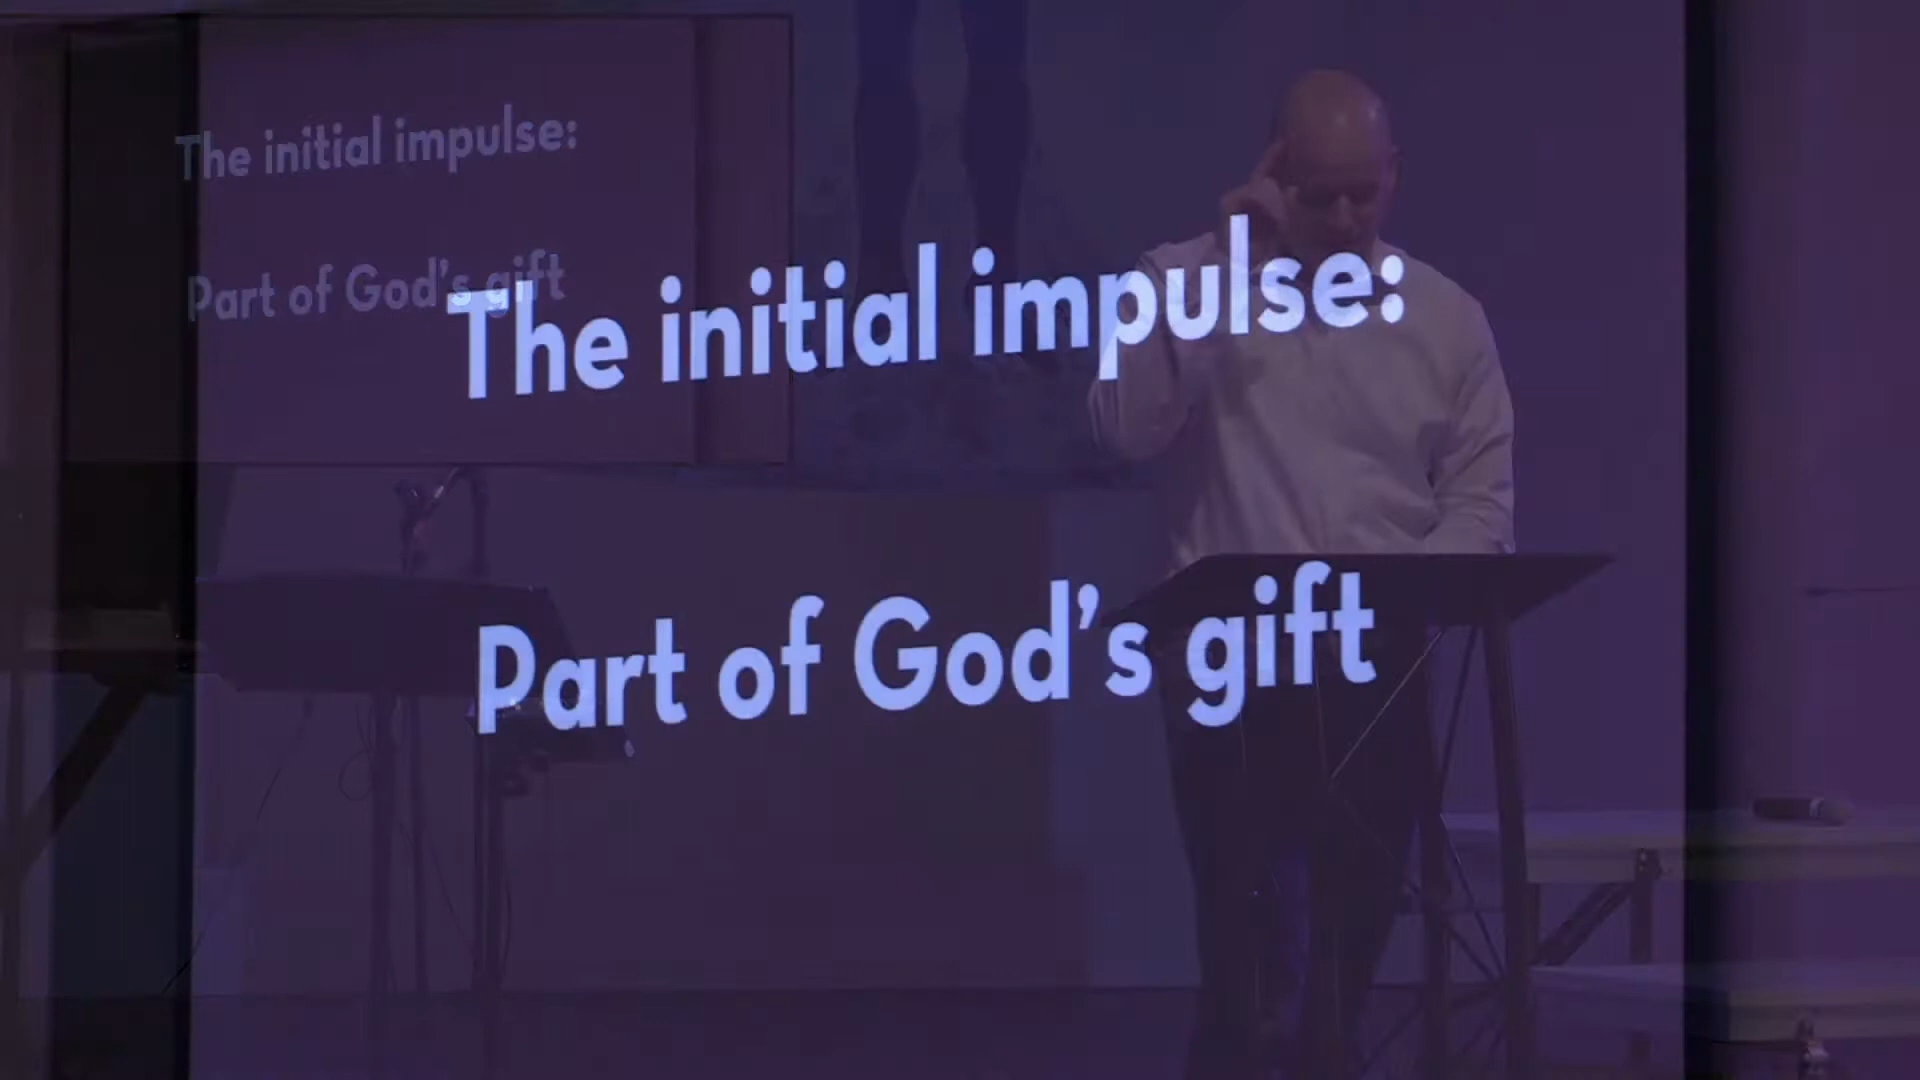 The initial impulse:
Part of God's gift
The initial impulse:
Part of God’s gift